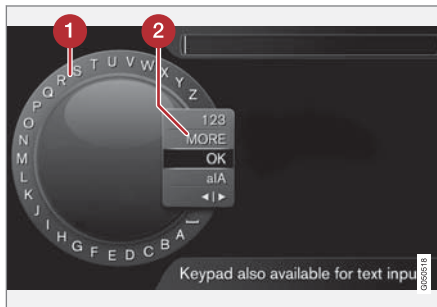 1
2
A B C D E F G H I J K L M N O P Q R S T U V W X Y Z
123
MORE
OK
a|A
Keypad also available for text inpu
G050518